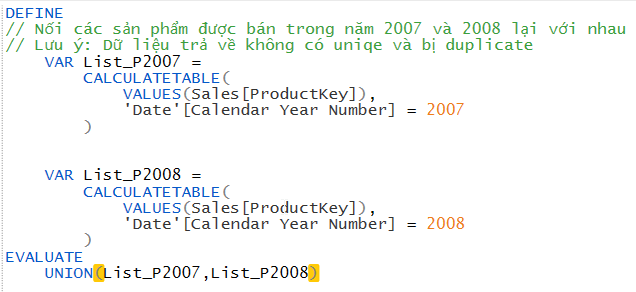 DEFINE
// Nối các sản phẩm được bán trong năm 2007 và 2008 lại với nhau
// Lưu ý: Dữ liệu trả về không có uniqe và bị duplicate
VAR List_P2007 =
CALCULATETABLE(
VALUES(Sales[ProductKey]),
'Date'[Calendar Year Number] = 2007
)
VAR List_P2008 =
CALCULATETABLE(
VALUES(Sales[ProductKey]),
'Date'[Calendar Year Number] = 2008
)
EVALUATE
UNION(List_P2007,List_P2008)